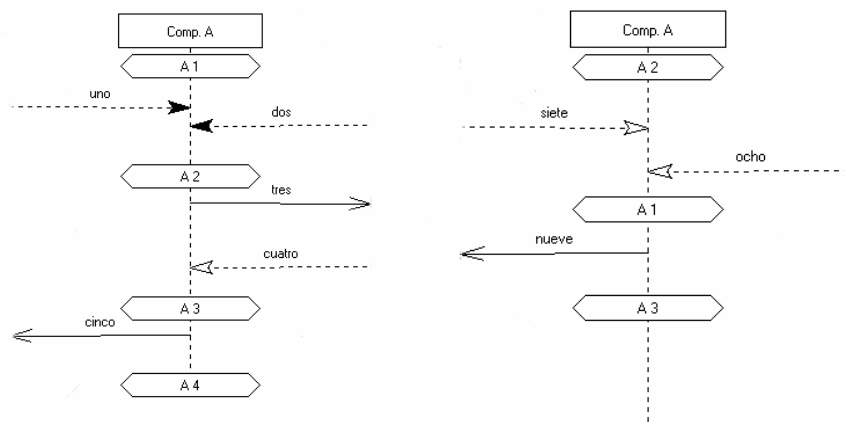 Comp. A
A 1
uno
dos
A 2
tres
cuatro
A 3
cinco
A 4
Comp. A
A 2
siete
ocho
A 1
nueve
A 3